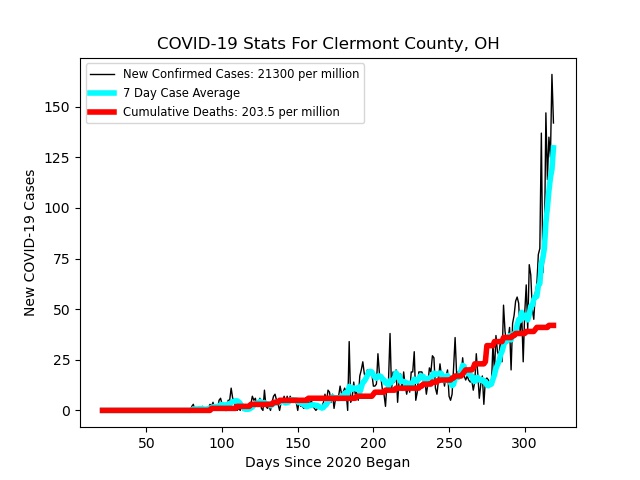 COVID-19 Stats For Clermont County, OH
New Confirmed Cases: 21300 per million
7 Day Case Average
Cumulative Deaths: 203.5 per million
New COVID-19 Cases
150
125
100
75
50
25
0
50 100 150 200 250 300
Days Since 2020 Began